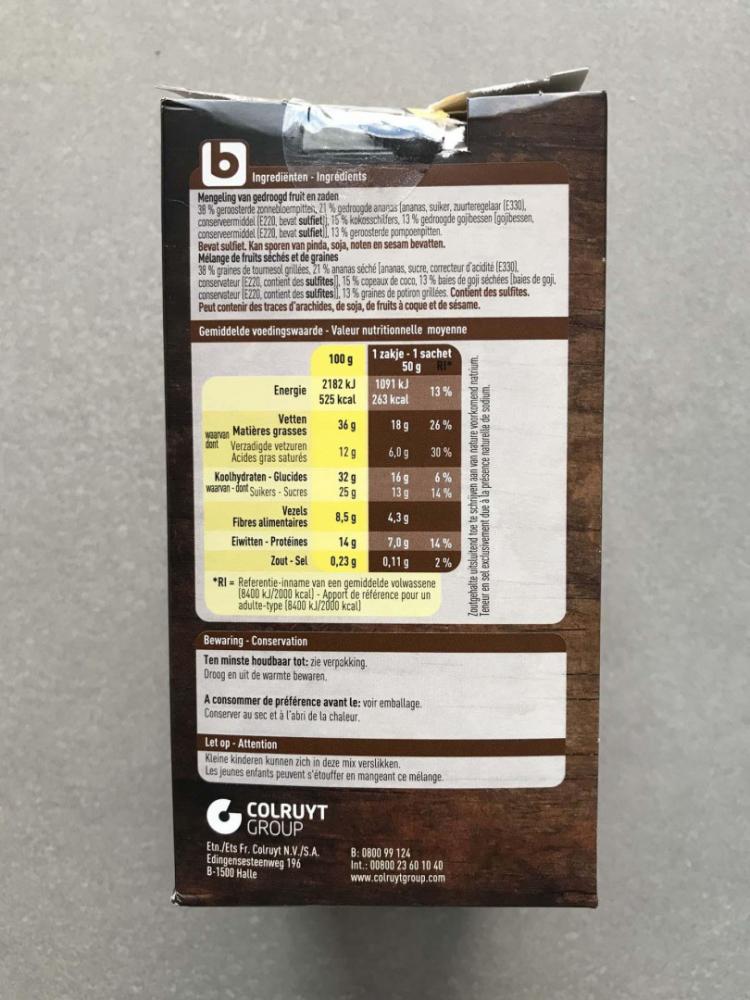 b
Ingrediënten - Ingrédients
Mengeling van gedroogd fruit en zaden
38 % geroosterde zonnebloempitten, 21 % gedroogde ananas [ananas, suiker, zuurteregelaar (E330),
conserveermiddel (E220, bevat sulfiet)], 15 % kokosschilfers, 13 % gedroogde gojibessen [gojibessen,
conserveermiddel (E220, bevat sulfiet)], 13 % geroosterde pompoenpitten.
Bevat sulfiet. Kan sporen van pinda, soja, noten en sesam bevatten.
Mélange de fruits séchés et de graines
38 % graines de tournesol grillées, 21 % ananas séché [ananas, sucre, correcteur d'acidité (E330),
conservateur (E220, contient des sulfites)], 15 % copeaux de coco, 13 % baies de goji séchées [baies de goji,
conservateur (E220, contient des sulfites)], 13 % graines de potiron grillées. Contient des sulfites.
Peut contenir des traces d'arachides, de soja, de fruits à coque et de sésame.
Gemiddelde voedingswaarde - Valeur nutritionnelle moyenne
100 g 1 zakje - 1 sachet
50 g RI*
Energie 2182 kJ 1091 kJ 13 %
525 kcal 263 kcal
Vetten
waarvan Matières grasses 36 g 18 g 26 %
dont Verzadigde vetzuren
Acides gras saturés 12 g 6,0 g 30 %
Koolhydraten - Glucides 32 g 16 g 6 %
waarvan - dont Suikers - Sucres 25 g 13 g 14 %
Vezels
Fibres alimentaires 8,5 g 4,3 g
Eiwitten - Protéines 14 g 7,0 g 14 %
Zout - Sel 0,23 g 0,11 g 2 %
*RI = Referentie-inname van een gemiddelde volwassene
(8400 kJ/2000 kcal) - Apport de référence pour un
adulte-type (8400 kJ/2000 kcal)
Zoutgehalte uitsluitend toe te schrijven aan van nature voorkomend natrium.
Teneur en sel exclusivement due à la présence naturelle de sodium.
Bewaring - Conservation
Ten minste houdbaar tot: zie verpakking.
Droog en uit de warmte bewaren.
A consommer de préférence avant le: voir emballage.
Conserver au sec et à l'abri de la chaleur.
Let op - Attention
Kleine kinderen kunnen zich in deze mix verslikken.
Les jeunes enfants peuvent s'étouffer en mangeant ce mélange.
COLRUYT
GROUP
Etn./Ets Fr. Colruyt N.V./S.A.
Edingensesteenweg 196
B-1500 Halle
B: 0800 99 124
Int.: 00800 23 60 10 40
www.colruytgroup.com